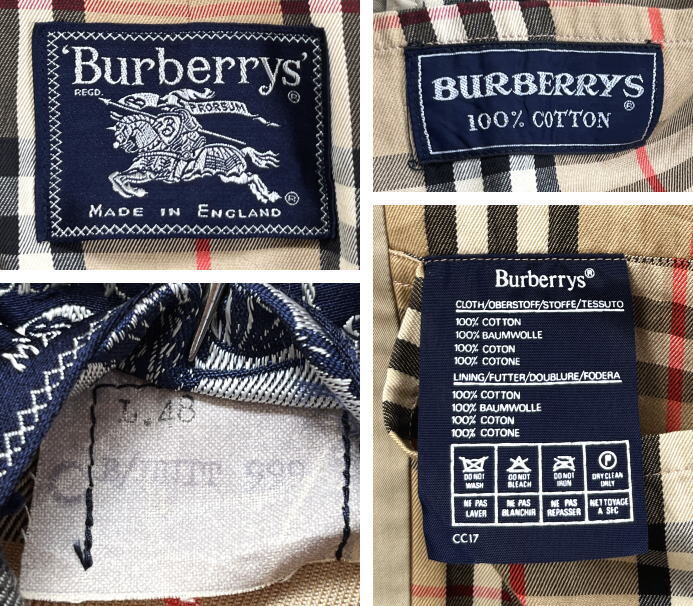 'Burberrys'
REGD.
PRORSUM
®
®
MADE IN ENGLAND
BURBERRYS
®
100% COTTON
L.48
Burberrys®
CLOTH/OBERSTOFF/STOFFE/TESSUTO
100% COTTON
100% BAUMWOLLE
100% COTON
100% COTONE
LINING/FUTTER/DOUBLURE/FODERA
100% COTTON
100% BAUMWOLLE
100% COTON
100% COTONE
P
DO NOT WASH
DO NOT BLEACH
DO NOT IRON
DRY CLEAN ONLY
NE PAS LAVER
NE PAS BLANCHIR
NE PAS REPASSER
NETTOYAGE A SEC
CC17